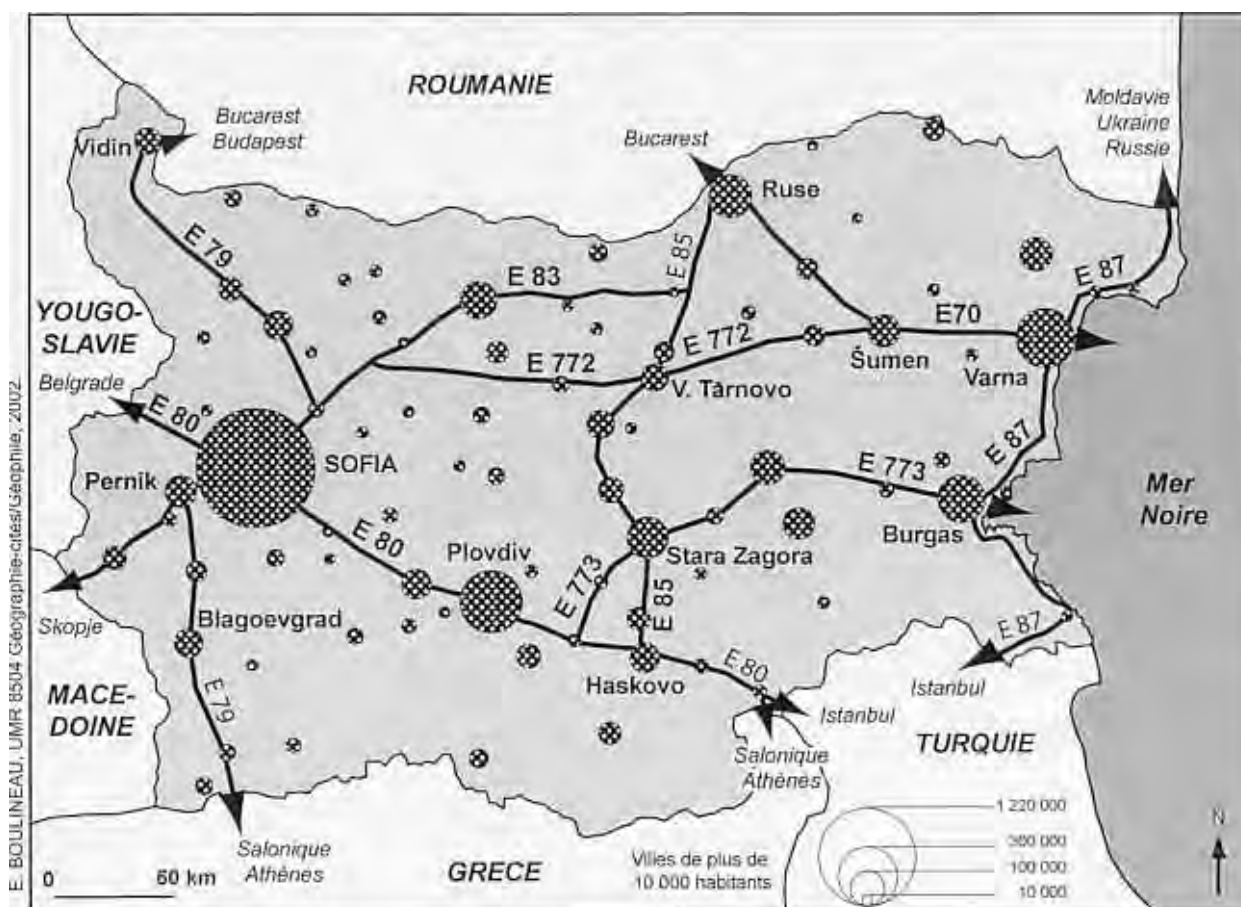 ROUMANIE
Moldavie
Ukraine
Russie
Bucarest
Budapest
Vidin
Bucarest
Ruse
E 79
E 85
E 83
E 87
YOUGO-
SLAVIE
Belgrade
E 80
E 772
E 772
E70
Šumen
Varna
V. Tărnovo
SOFIA
Pernik
E 87
E 773
Mer
Noire
Burgas
Stara Zagora
E 80
Plovdiv
E 773
E 85
Skopje
Blagoevgrad
E 87
MACE-
DOINE
E79
Haskovo
E 80
Istanbul
Istanbul
Salonique
Athènes
TURQUIE
Salonique
Athènes
GRECE
0 60 km
Villes de plus de
10 000 habitants
1 220 000
360 000
100 000
10 000
N
E. BOULINEAU, UMR 8504 Géographie-cités/Géophile, 2002.